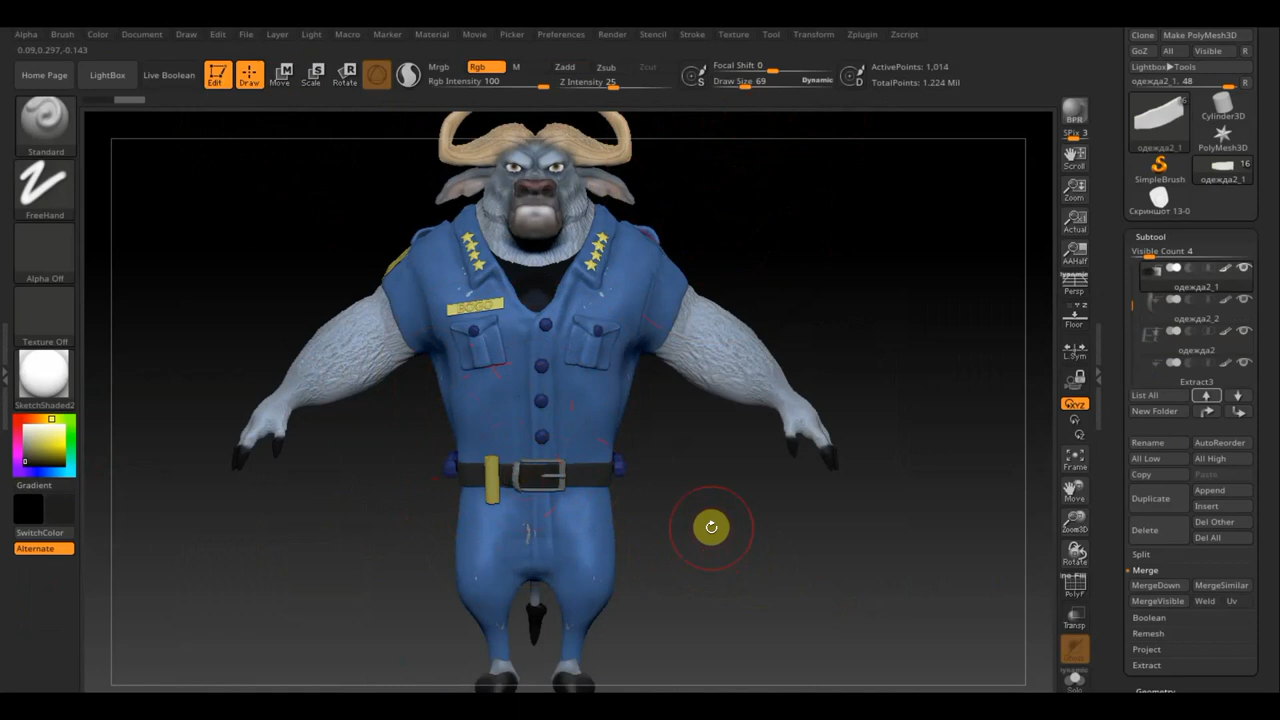 Alpha Brush Color Document Draw Edit File Layer Light Macro Marker Material Movie Picker Preferences Render Stencil Stroke Texture Tool Transform Zplugin Zscript
0.09,0.297,-0.143
Home Page LightBox Live Boolean Edit Draw Move Scale Rotate
Mrgb Rgb M Zadd Zsub Zcut
Rgb Intensity 100 Z Intensity 25
Focal Shift 0
Draw Size 69 Dynamic
ActivePoints: 1,014
TotalPoints: 1.224 Mil
S
D
Standard
FreeHand
Alpha Off
Texture Off
SketchShaded2
Gradient
SwitchColor
Alternate
BOGO
BPR
SPix 3
Scroll
Zoom
Actual
AAHalf
Dynamic
Persp
Floor
L.Sym
XYZ
Frame
Move
Zoom3D
Rotate
PolyF
Transp
Solo
Clone Make PolyMesh3D
GoZ All Visible R
Lightbox▶Tools
одежда2_1. 48 R
Cylinder3D
одежда2_1 PolyMesh3D
16
SimpleBrush одежда2_1
Скриншот 13-0
Subtool
Visible Count 4
одежда2_1
одежда2_2
одежда2
Extract3
List All
New Folder
Rename AutoReorder
All Low All High
Copy Paste
Duplicate Append
Insert
Delete Del Other
Del All
Split
Merge
MergeDown MergeSimilar
MergeVisible Weld Uv
Boolean
Remesh
Project
Extract
Geometry